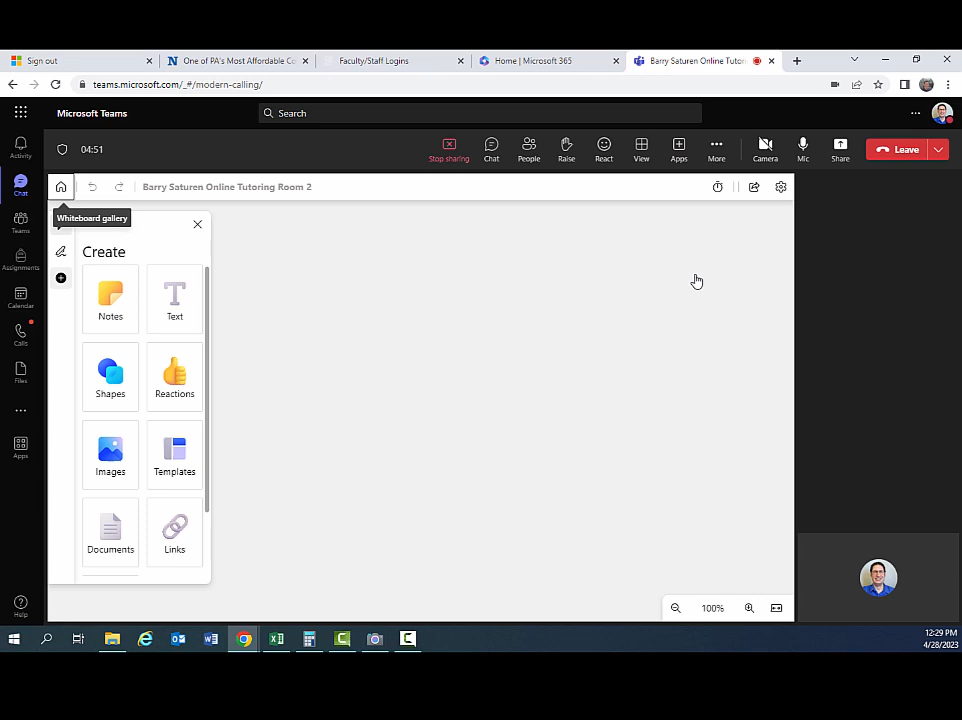 Sign out
One of PA's Most Affordable Co
Faculty/Staff Logins
Home | Microsoft 365
Barry Saturen Online Tutorin
teams.microsoft.com/_#/modern-calling/
Microsoft Teams
Search
04:51
Stop sharing
Chat
People
Raise
React
View
Apps
More
Camera
Mic
Share
Leave
Activity
Chat
Teams
Assignments
Calendar
Calls
Files
Apps
Help
Barry Saturen Online Tutoring Room 2
Whiteboard gallery
Create
Notes
Text
Shapes
Reactions
Images
Templates
Documents
Links
100%
12:29 PM
4/28/2023